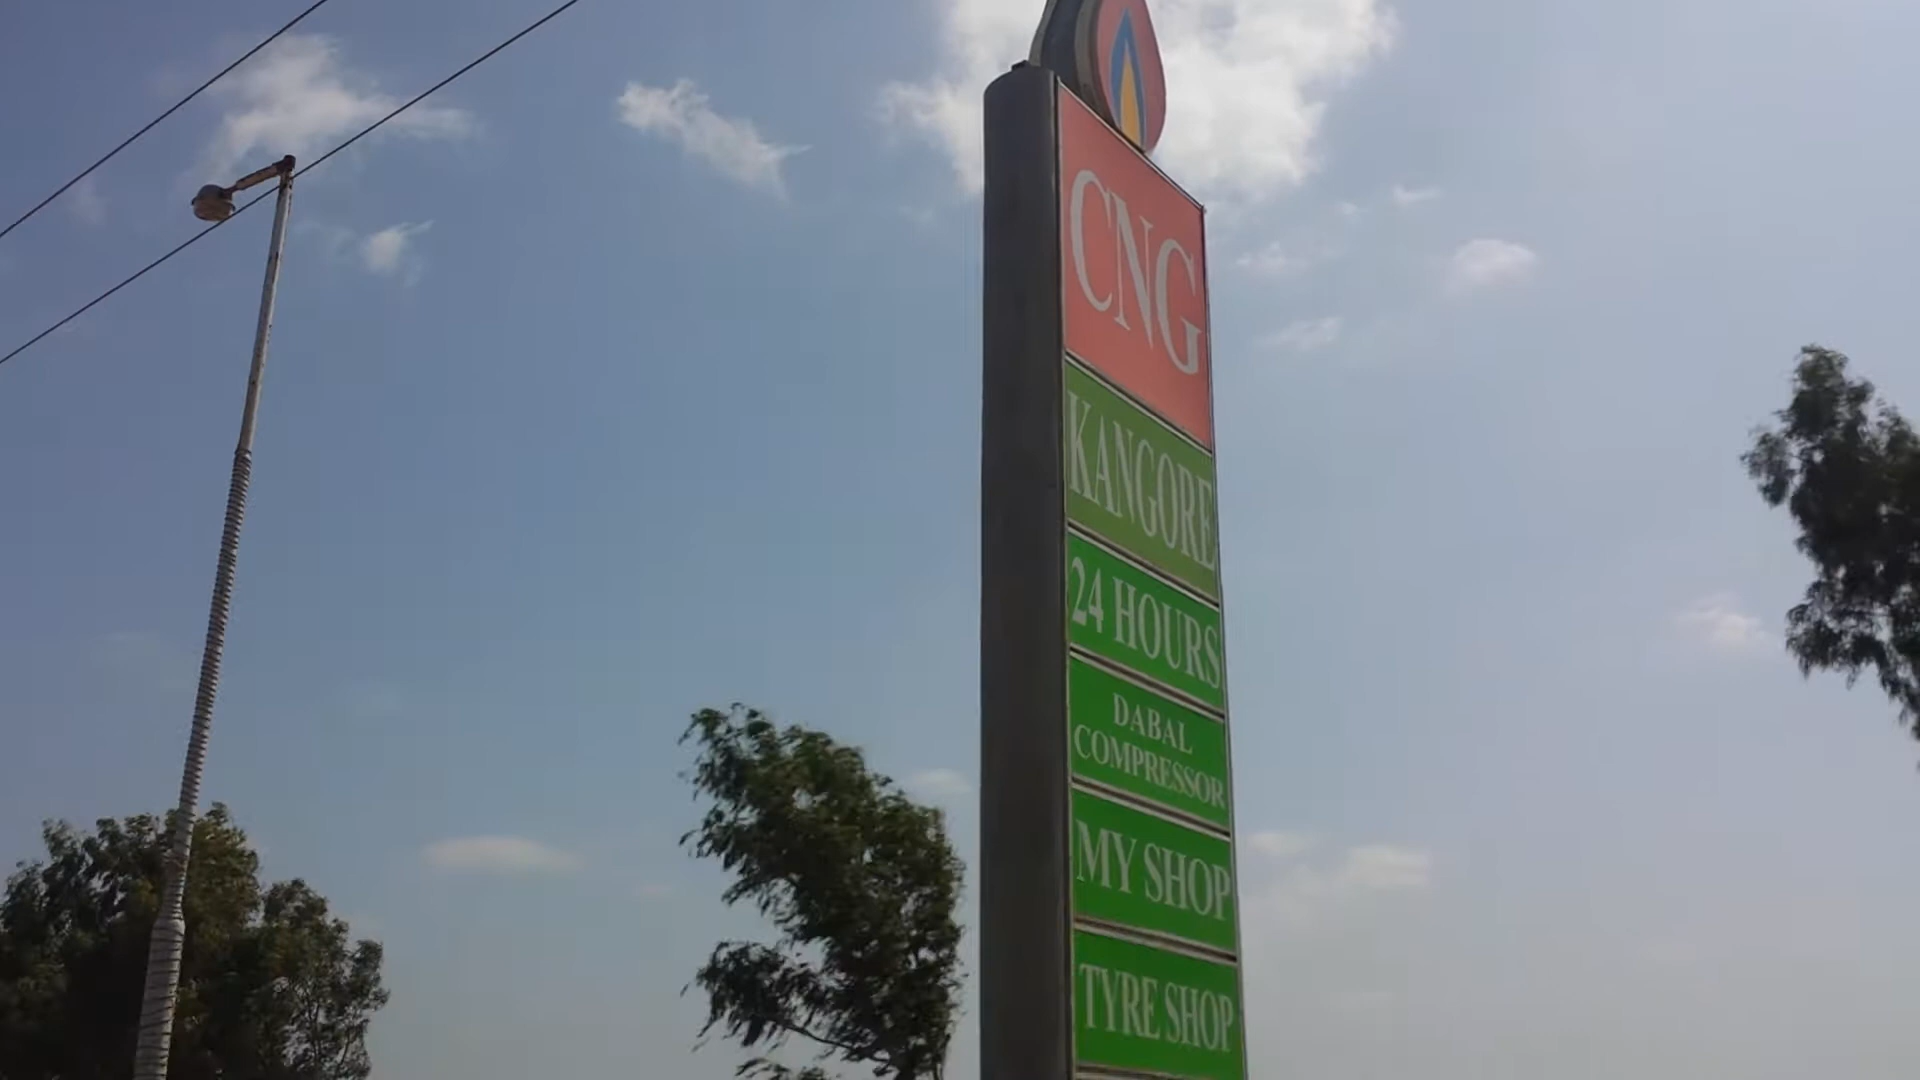 CNG
KANGORE
24 HOURS
DABAL
COMPRESSOR
MY SHOP
TYRE SHOP